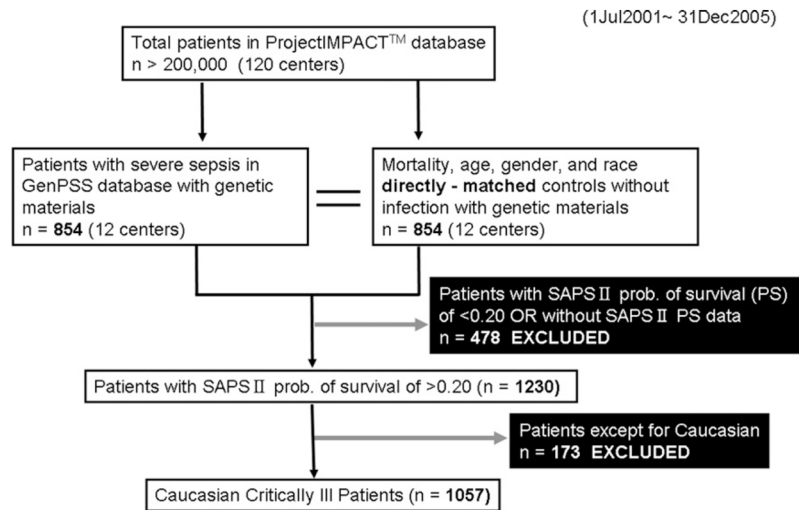 (1Jul2001~ 31Dec2005)
Total patients in ProjectIMPACT™ database
n > 200,000 (120 centers)
Patients with severe sepsis in
GenPSS database with genetic
materials
n = 854 (12 centers)
Mortality, age, gender, and race
directly - matched controls without
infection with genetic materials
n = 854 (12 centers)
Patients with SAPS II prob. of survival (PS)
of <0.20 OR without SAPS II PS data
n = 478 EXCLUDED
Patients with SAPS II prob. of survival of >0.20 (n = 1230)
Patients except for Caucasian
n = 173 EXCLUDED
Caucasian Critically Ill Patients (n = 1057)